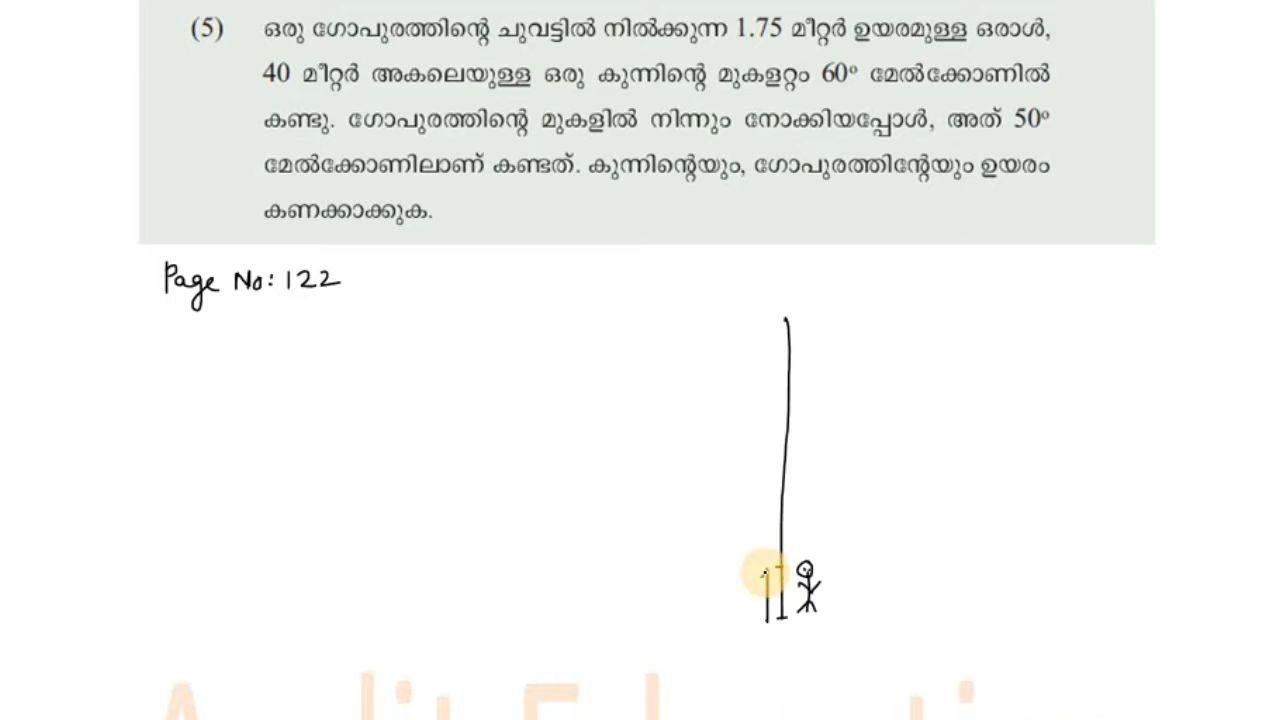 (5) ഒരു ഗോപുരത്തിന്റെ ചുവട്ടിൽ നിൽക്കുന്ന 1.75 മീറ്റർ ഉയരമുള്ള ഒരാൾ,
40 മീറ്റർ അകലെയുള്ള ഒരു കുന്നിന്റെ മുകളറ്റം 60° മേൽക്കോണിൽ
കണ്ടു. ഗോപുരത്തിന്റെ മുകളിൽ നിന്നും നോക്കിയപ്പോൾ, അത് 50°
മേൽക്കോണിലാണ് കണ്ടത്. കുന്നിന്റെയും, ഗോപുരത്തിന്റേയും ഉയരം
കണക്കാക്കുക.
Page No: 122